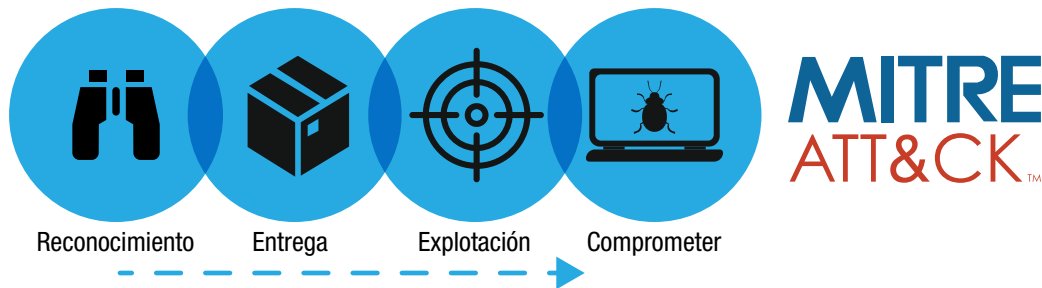 MITRE
ATT&CK™
Reconocimiento
Entrega
Explotación
Comprometer